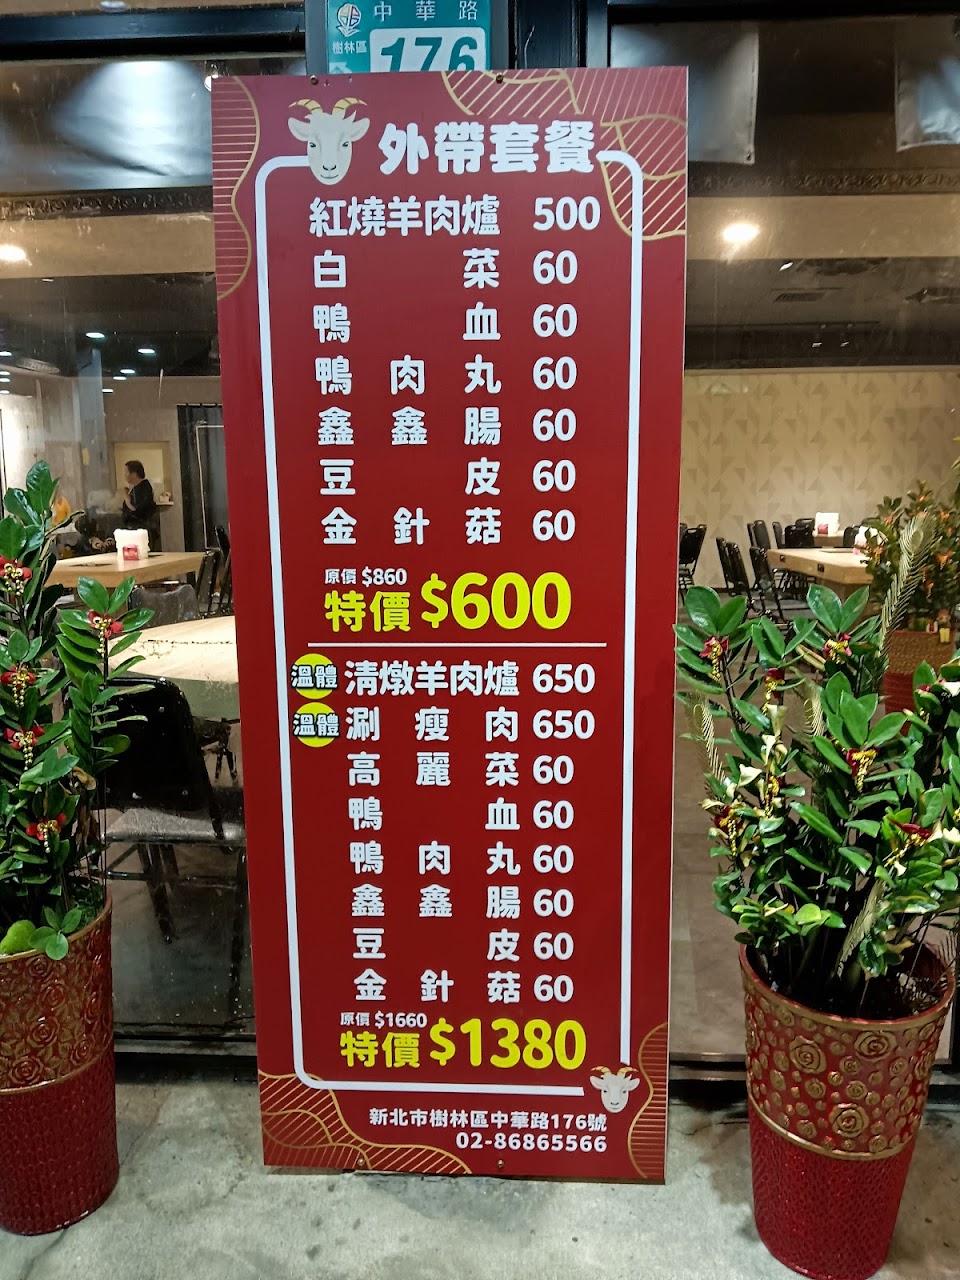 中華路
樹林區 176
外帶套餐
紅燒羊肉爐 500
白菜 60
鴨血 60
鴨肉丸 60
鑫鑫腸 60
豆皮 60
金針菇 60
原價 $860
特價 $600
溫體 清燉羊肉爐 650
溫體 涮瘦肉 650
高麗菜 60
鴨血 60
鴨肉丸 60
鑫鑫腸 60
豆皮 60
金針菇 60
原價 $1660
特價 $1380
新北市樹林區中華路176號
02-86865566